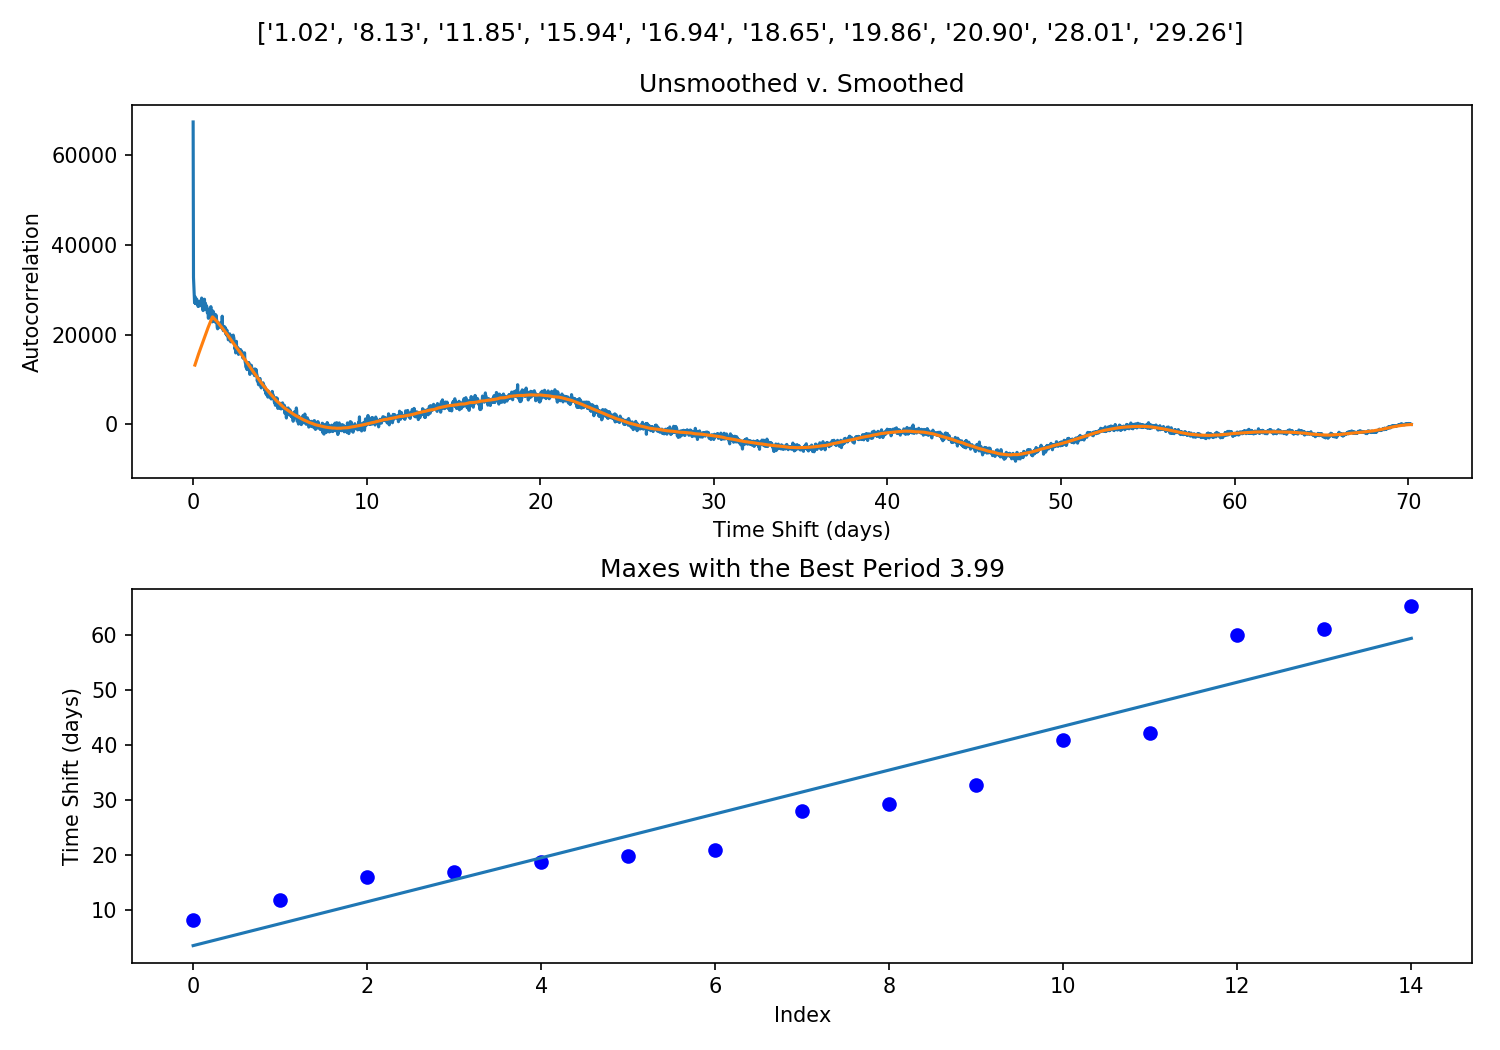 ['1.02', '8.13', '11.85', '15.94', '16.94', '18.65', '19.86', '20.90', '28.01', '29.26']
Unsmoothed v. Smoothed
Autocorrelation
60000
40000
20000
0
0 10 20 30 40 50 60 70
Time Shift (days)
Maxes with the Best Period 3.99
Time Shift (days)
60
50
40
30
20
10
0 2 4 6 8 10 12 14
Index